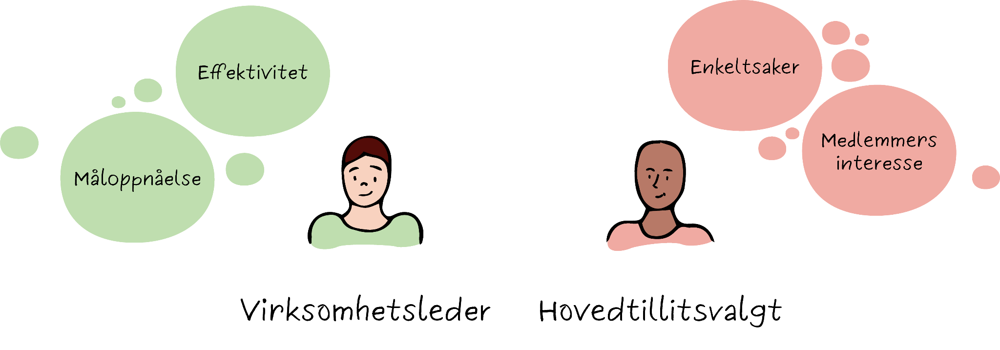 Effektivitet
Måloppnåelse
Enkeltsaker
Medlemmers
interesse
Virksomhetsleder
Hovedtillitsvalgt